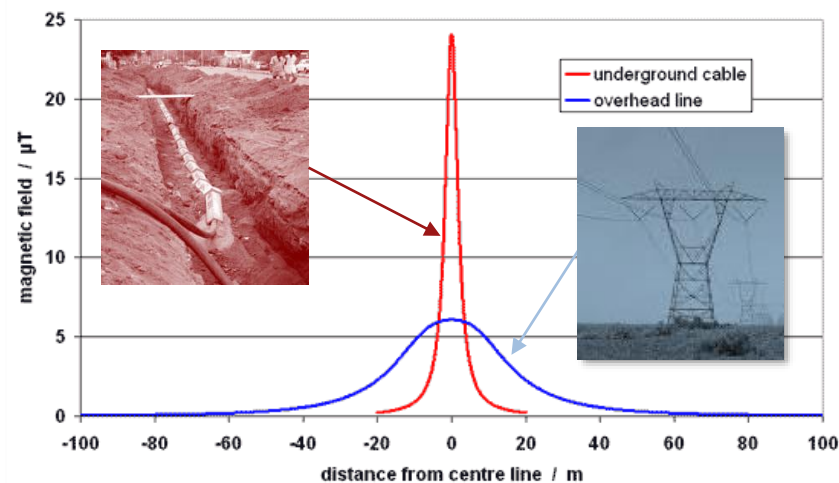 25
20
15
10
5
0
magnetic field / µT
underground cable
overhead line
-100 -80 -60 -40 -20 0 20 40 60 80 100
distance from centre line / m